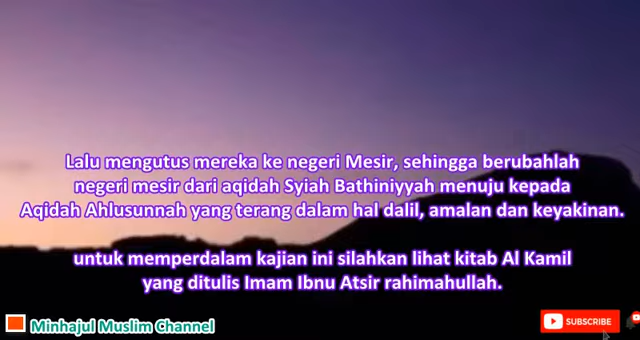 Lalu mengutus mereka ke negeri Mesir, sehingga berubahlah
negeri mesir dari aqidah Syiah Bathiniyyah menuju kepada
Aqidah Ahlusunnah yang terang dalam hal dalil, amalan dan keyakinan.
untuk memperdalam kajian ini silahkan lihat kitab Al Kamil
yang ditulis Imam Ibnu Atsir rahimahullah.
Minhajul Muslim Channel
SUBSCRIBE